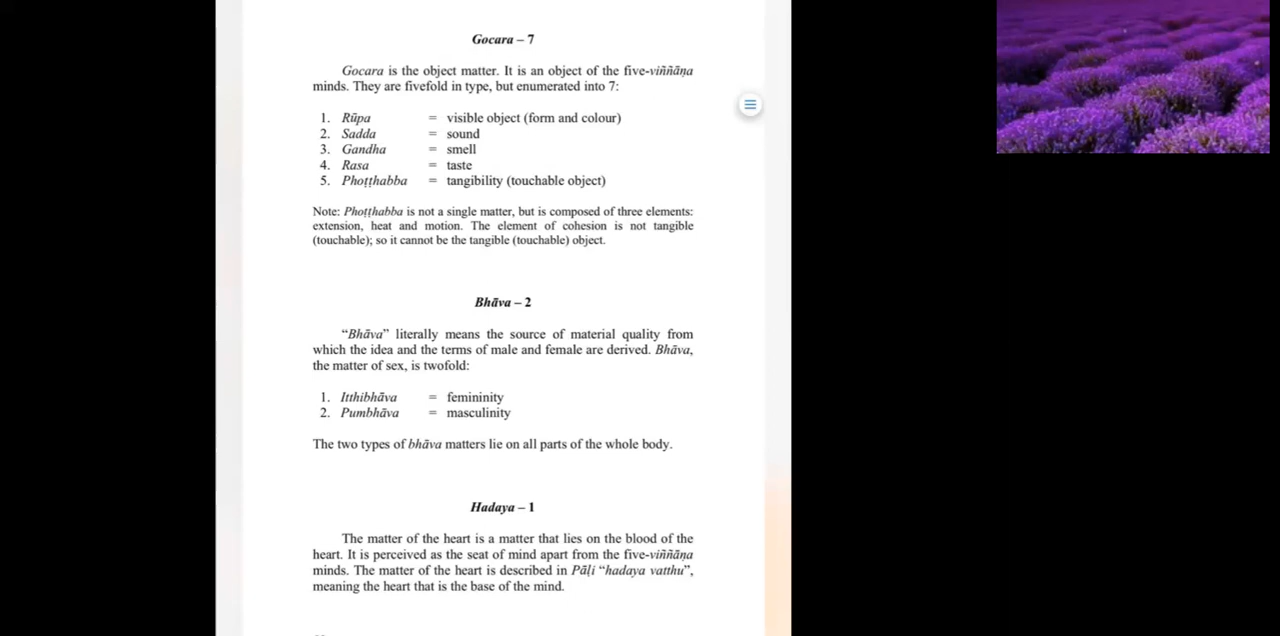 Gocara – 7
Gocara is the object matter. It is an object of the five-viññāṇa
minds. They are fivefold in type, but enumerated into 7:
1. Rūpa = visible object (form and colour)
2. Sadda = sound
3. Gandha = smell
4. Rasa = taste
5. Phoṭṭhabba = tangibility (touchable object)
Note: Phoṭṭhabba is not a single matter, but is composed of three elements:
extension, heat and motion. The element of cohesion is not tangible
(touchable); so it cannot be the tangible (touchable) object.
Bhāva – 2
“Bhāva” literally means the source of material quality from
which the idea and the terms of male and female are derived. Bhāva,
the matter of sex, is twofold:
1. Itthibhāva = femininity
2. Pumbhāva = masculinity
The two types of bhāva matters lie on all parts of the whole body.
Hadaya – 1
The matter of the heart is a matter that lies on the blood of the
heart. It is perceived as the seat of mind apart from the five-viññāṇa
minds. The matter of the heart is described in Pāḷi “hadaya vatthu”,
meaning the heart that is the base of the mind.